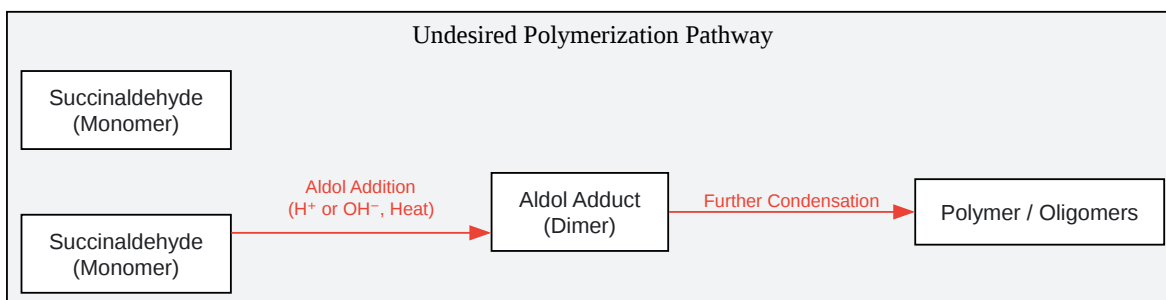 Undesired Polymerization Pathway
Succinaldehyde
(Monomer)
Succinaldehyde
(Monomer)
Aldol Addition
(H⁺ or OH⁻, Heat)
Aldol Adduct
(Dimer)
Further Condensation
Polymer / Oligomers